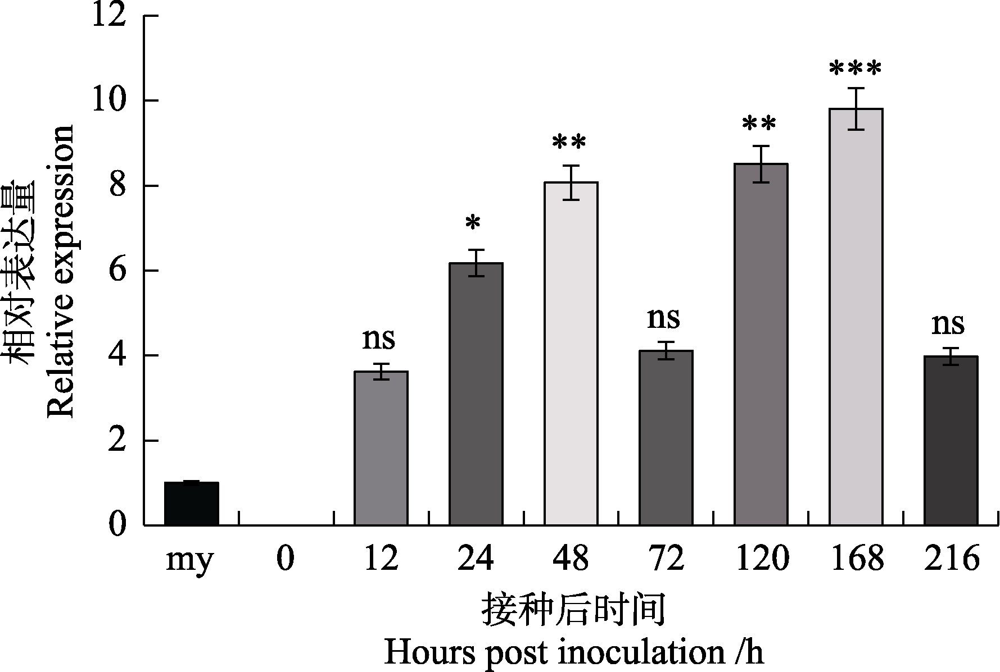 相对表达量
Relative expression
12
10
8
6
4
2
0
***
**
**
*
ns
ns
ns
my 0 12 24 48 72 120 168 216
接种后时间
Hours post inoculation /h